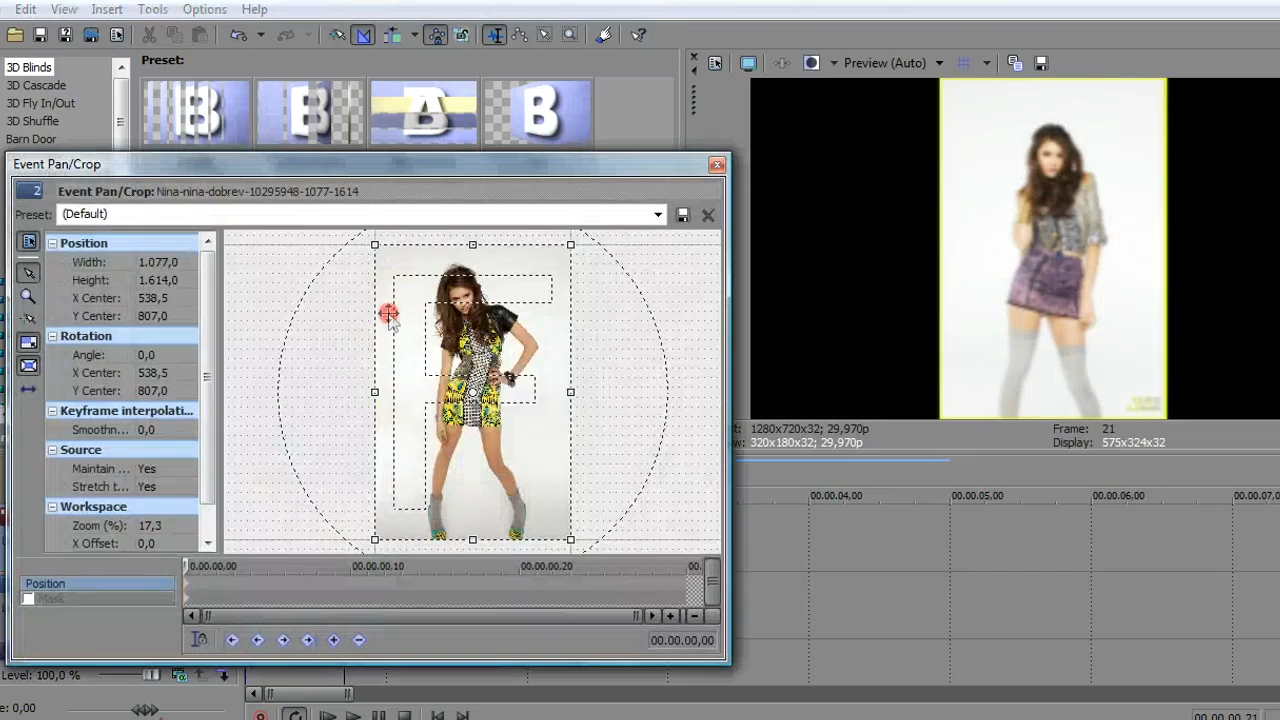 Edit View Insert Tools Options Help
3D Blinds
3D Cascade
3D Fly In/Out
3D Shuffle
Barn Door
Preset:
B B A B
Preview (Auto)
Event Pan/Crop
2 Event Pan/Crop: Nina-nina-dobrev-10295948-1077-1614
Preset: (Default)
Position
Width: 1.077,0
Height: 1.614,0
X Center: 538,5
Y Center: 807,0
Rotation
Angle: 0,0
X Center: 538,5
Y Center: 807,0
Keyframe interpolati...
Smoothn... 0,0
Source
Maintain ... Yes
Stretch t... Yes
Workspace
Zoom (%): 17,3
X Offset: 0,0
Position
Mask
0.00.00.00 00.00.00.10 00.00.00.20 00.
00.00.00,00
1280x720x32; 29,970p
320x180x32; 29,970p
Frame: 21
Display: 575x324x32
00.00.04.00 00.00.05.00 00.00.06.00 00.00.07.0
Level: 100,0 %
: 0,00
00.00.00.21